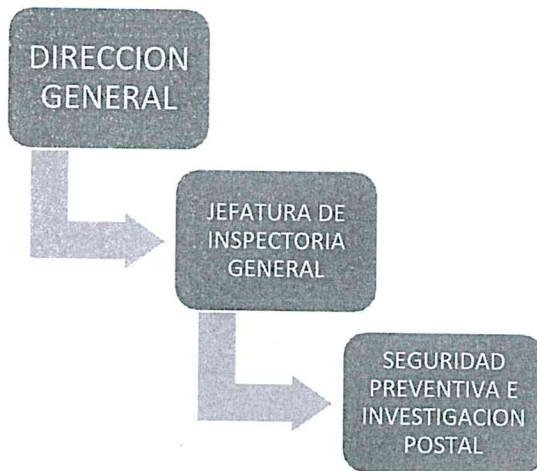 DIRECCION
GENERAL
JEFATURA DE
INSPECTORIA
GENERAL
SEGURIDAD
PREVENTIVA E
INVESTIGACION
POSTAL